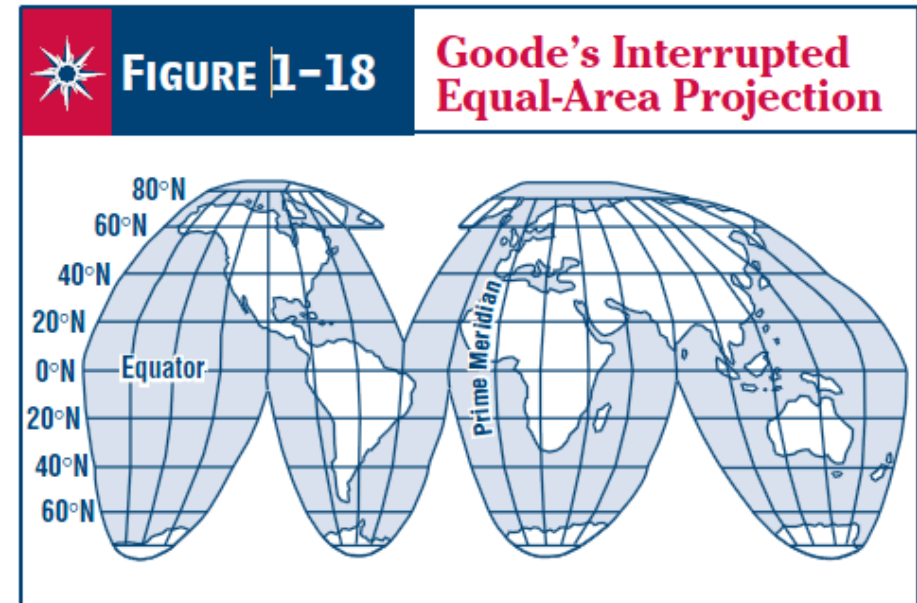 FIGURE 1-18
Goode's Interrupted
Equal-Area Projection
80°N
60°N
40°N
20°N
0°N
Equator
Prime Meridian
20°N
40°N
60°N